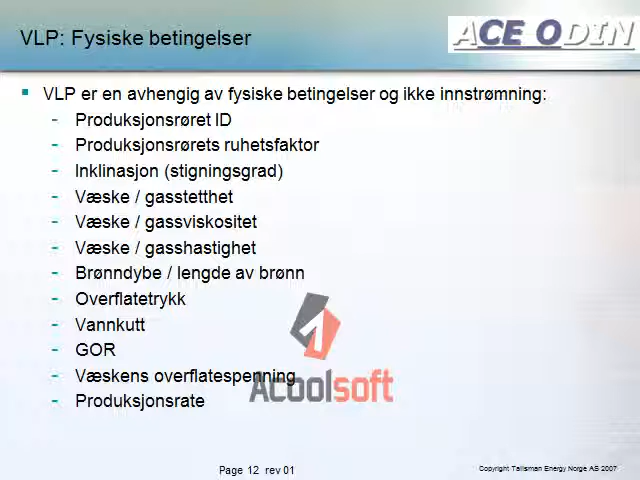 VLP: Fysiske betingelser
ACE ODIN
VLP er en avhengig av fysiske betingelser og ikke innstrømning:
- Produksjonsrøret ID
- Produksjonsrørets ruhetsfaktor
- Inklinasjon (stigningsgrad)
- Væske / gasstetthet
- Væske / gassviskositet
- Væske / gasshastighet
- Brønndybe / lengde av brønn
- Overflatetrykk
- Vannkutt
- GOR
- Væskens overflatespenning
- Produksjonsrate
Acoolsoft
Page 12 rev 01
Copyright Talisman Energy Norge AS 2007